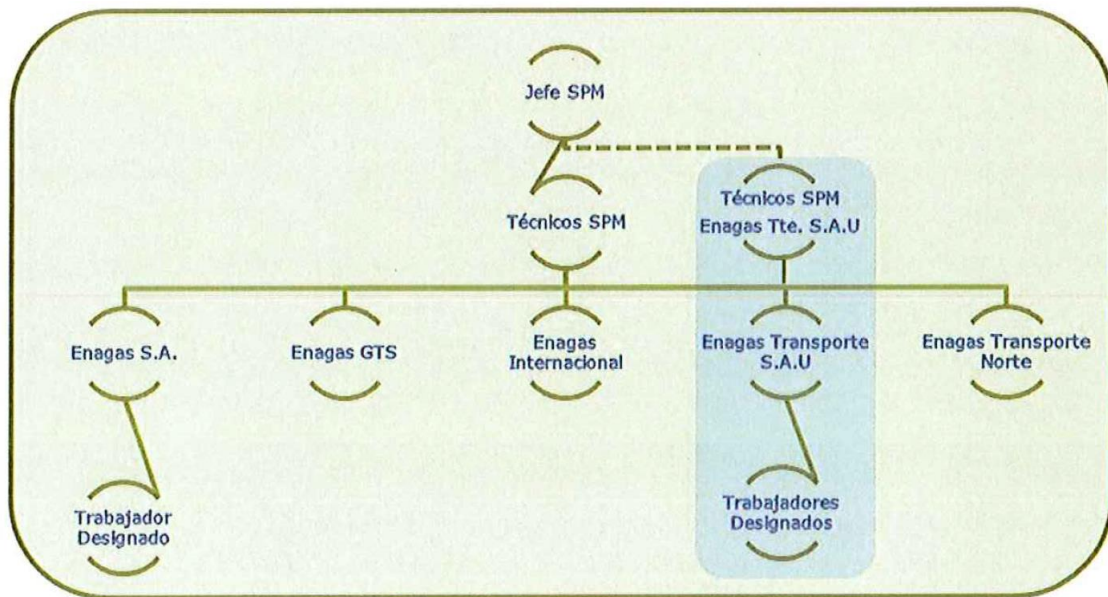 Jefe SPM
Técnicos SPM
Técnicos SPM
Enagas Tte. S.A.U
Enagas S.A.
Enagas GTS
Enagas
Internacional
Enagas Transporte
S.A.U
Enagas Transporte
Norte
Trabajador
Designado
Trabajadores
Designados